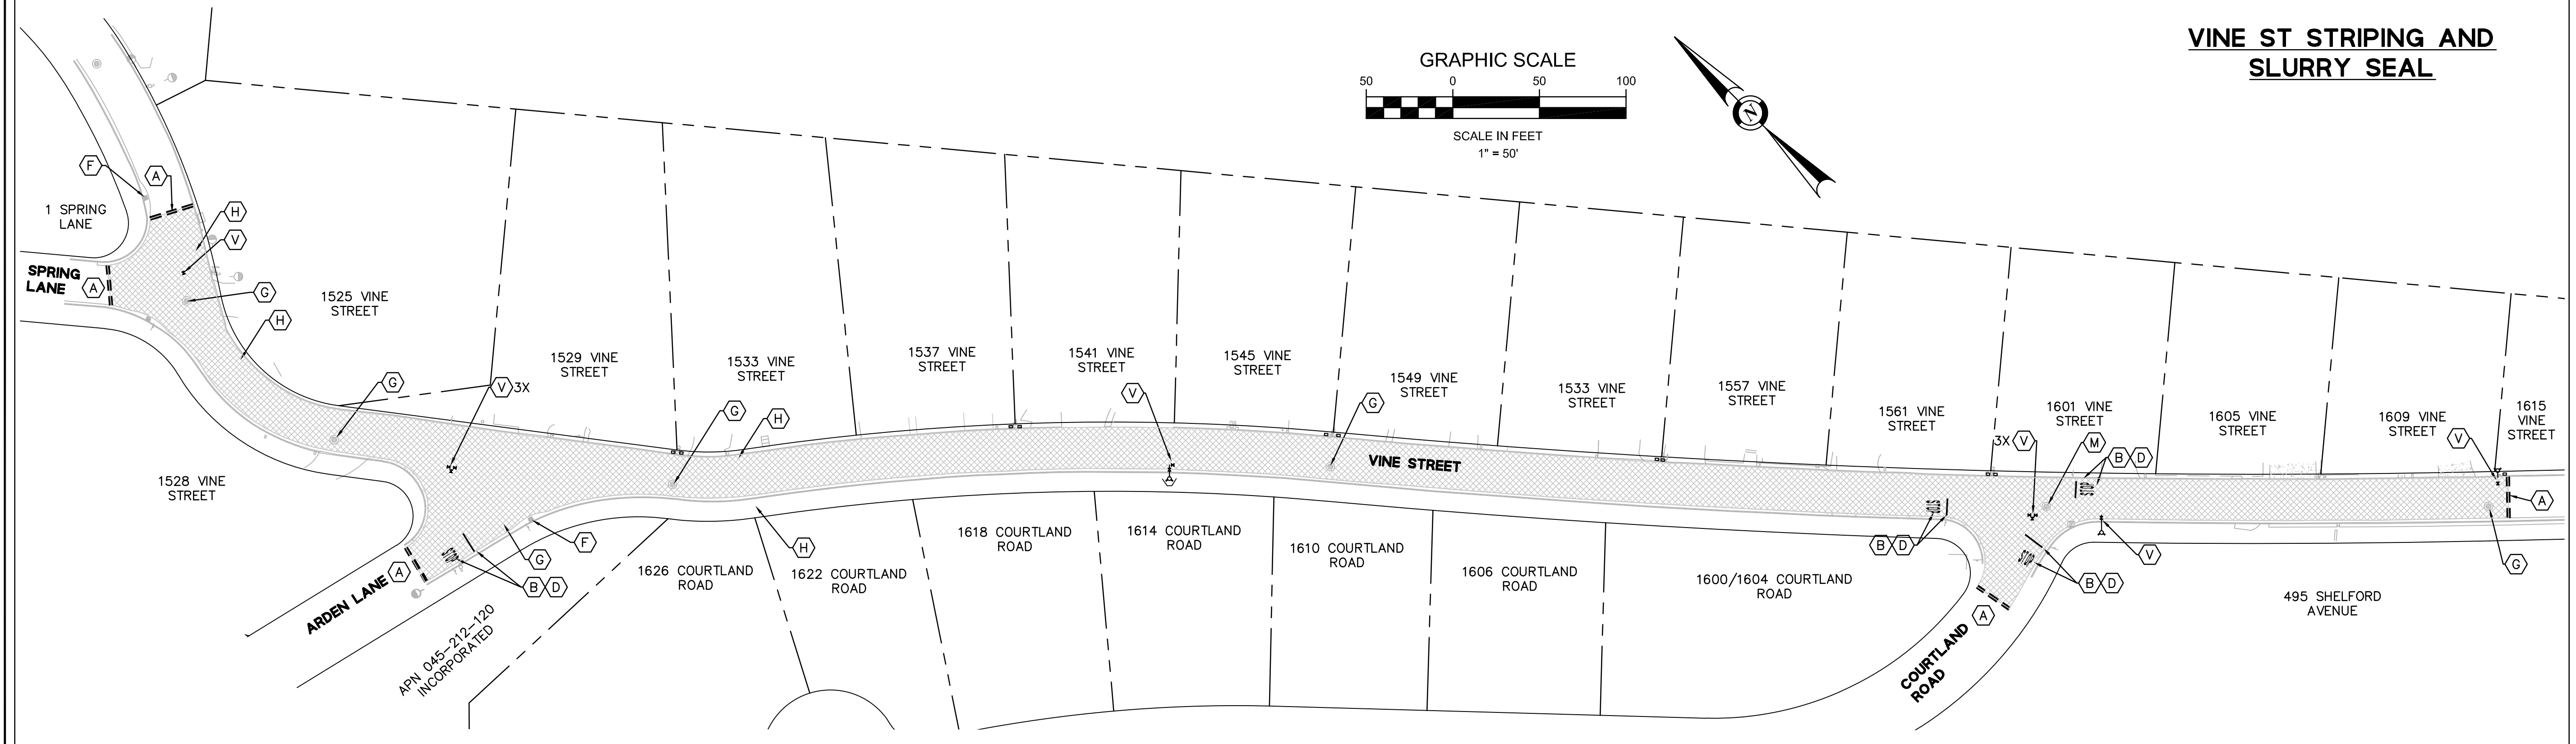 VINE ST STRIPING AND
SLURRY SEAL
GRAPHIC SCALE
50 0 50 100
SCALE IN FEET
1" = 50'
N
F
A
1 SPRING
LANE
H
V
SPRING
LANE
A
G
H
1525 VINE
STREET
G
V 3X
1529 VINE
STREET
1533 VINE
STREET
1537 VINE
STREET
1541 VINE
STREET
1545 VINE
STREET
1549 VINE
STREET
1533 VINE
STREET
1557 VINE
STREET
1561 VINE
STREET
1601 VINE
STREET
1605 VINE
STREET
1609 VINE
STREET
1615
VINE
STREET
G
H
V
G
VINE STREET
3X V
M
B D
STOP
V
A
1528 VINE
STREET
STOP
A
ARDEN LANE
G
F
B D
H
APN 045-212-120
INCORPORATED
1626 COURTLAND
ROAD
1622 COURTLAND
ROAD
1618 COURTLAND
ROAD
1614 COURTLAND
ROAD
1610 COURTLAND
ROAD
1606 COURTLAND
ROAD
1600/1604 COURTLAND
ROAD
STOP
B D
STOP
B D
V
G
A
COURTLAND
ROAD
495 SHELFORD
AVENUE